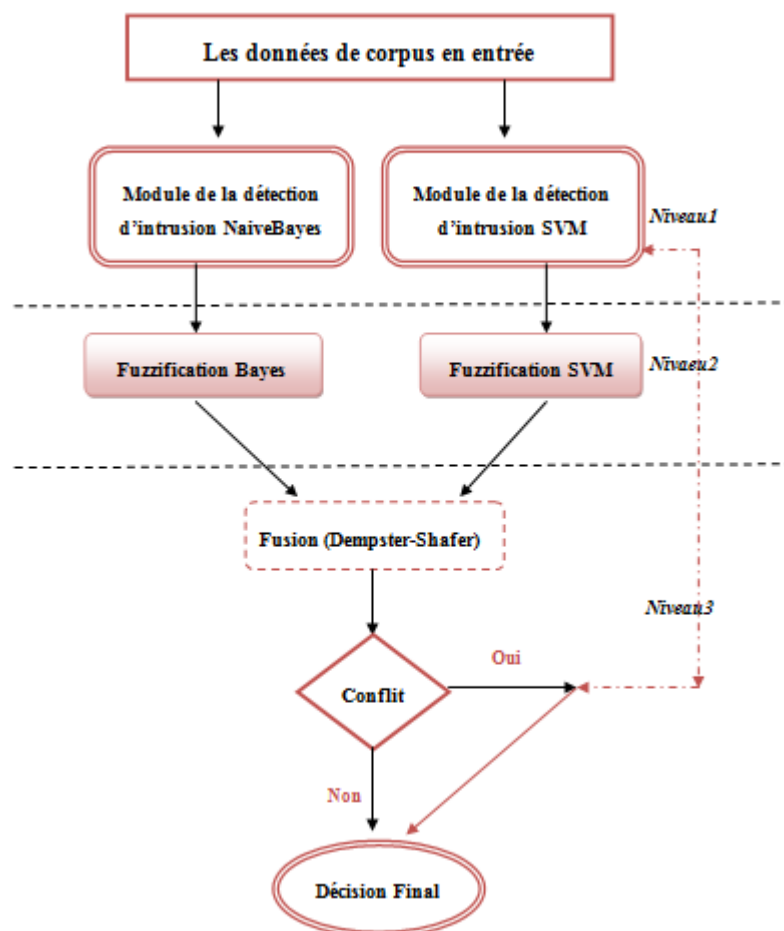 Les données de corpus en entrée
Module de la détection
d'intrusion NaiveBayes
Module de la détection
d'intrusion SVM
Niveau1
Fuzzification Bayes
Fuzzification SVM
Nivaeu2
Fusion (Dempster-Shafer)
Niveau3
Oui
Conflit
Non
Décision Final